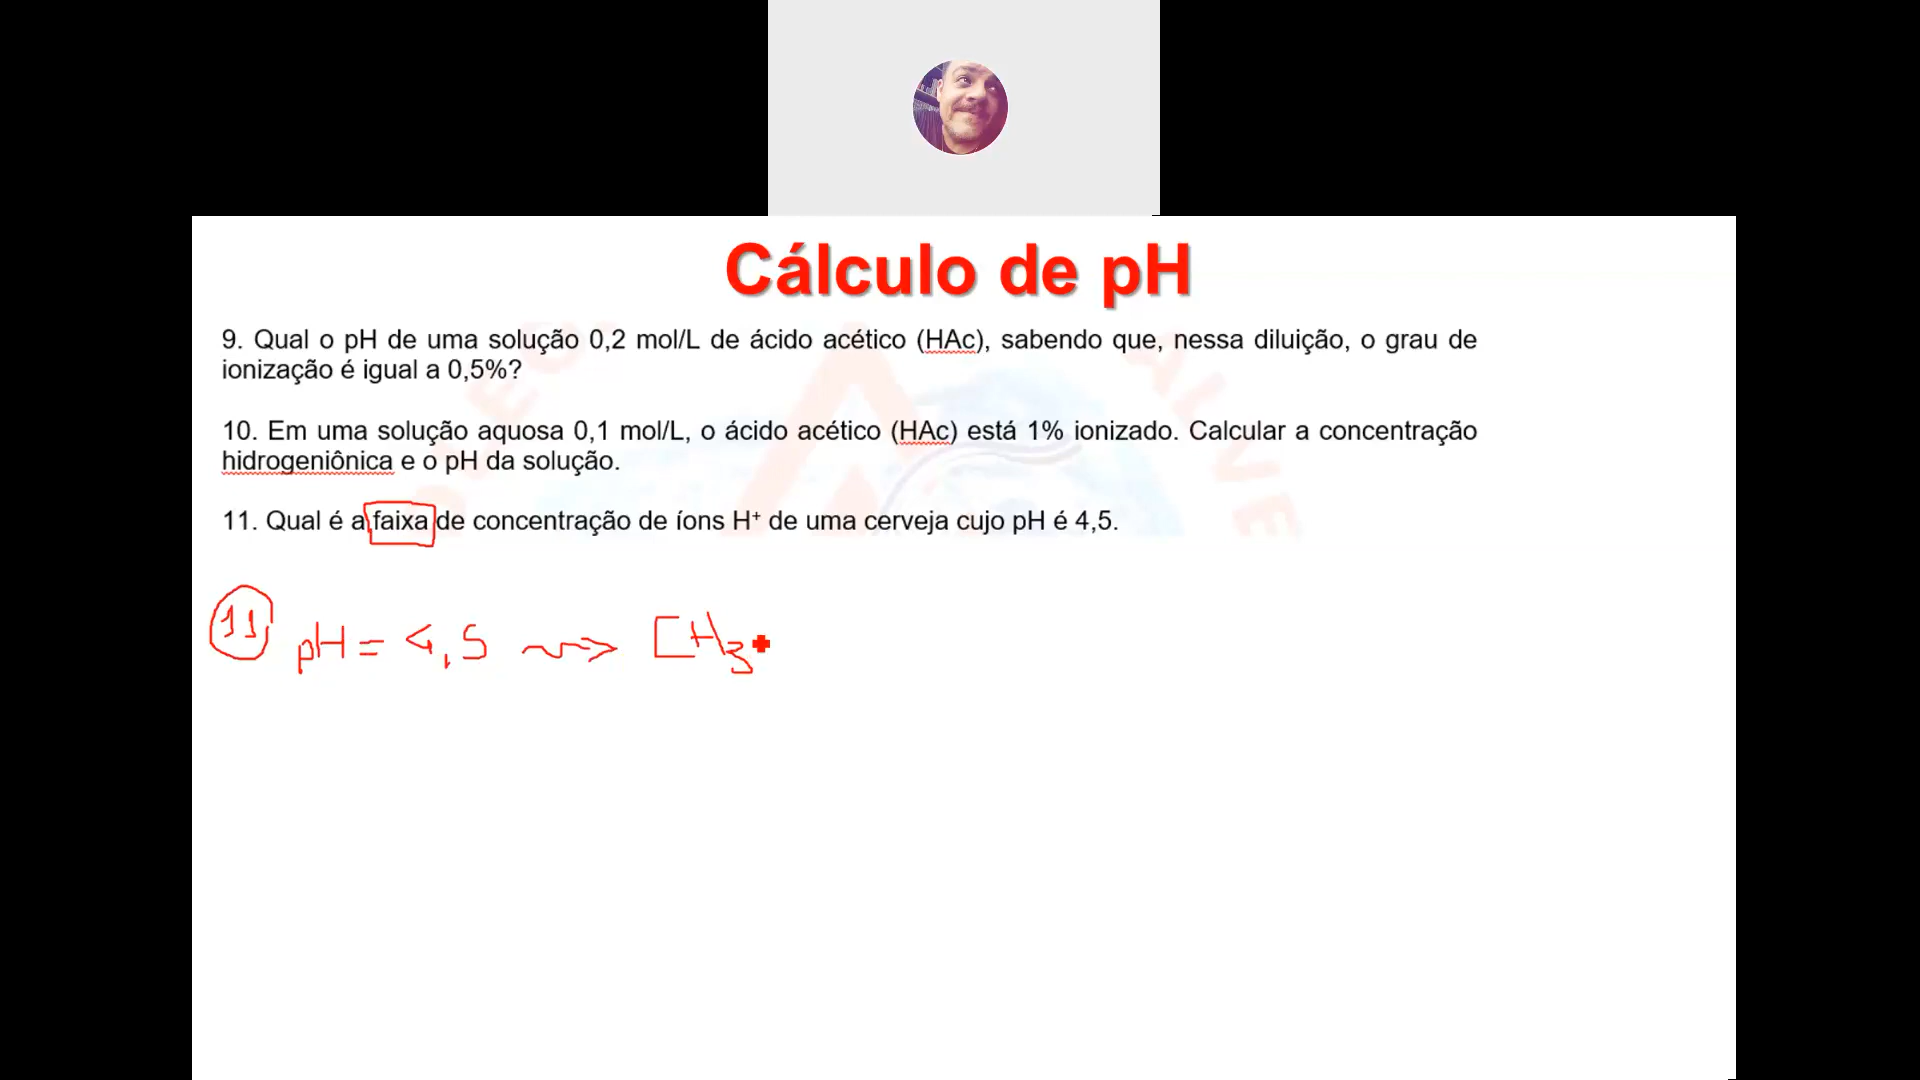 Cálculo de pH
9. Qual o pH de uma solução 0,2 mol/L de ácido acético (HAc), sabendo que, nessa diluição, o grau de
ionização é igual a 0,5%?
10. Em uma solução aquosa 0,1 mol/L, o ácido acético (HAc) está 1% ionizado. Calcular a concentração
hidrogeniônica e o pH da solução.
11. Qual é a faixa de concentração de íons H⁺ de uma cerveja cujo pH é 4,5.
11 pH = 4,5 ⇝ [H3